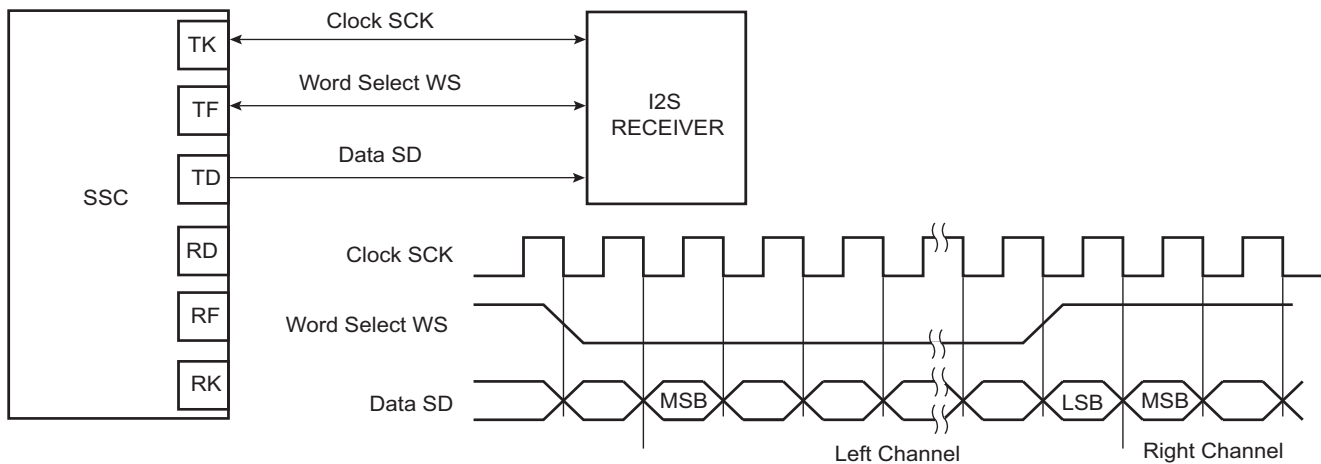 Clock SCK
TK
Word Select WS
TF
I2S
RECEIVER
Data SD
TD
SSC
RD
RF
RK
Clock SCK
Word Select WS
Data SD
MSB
LSB
MSB
Left Channel
Right Channel